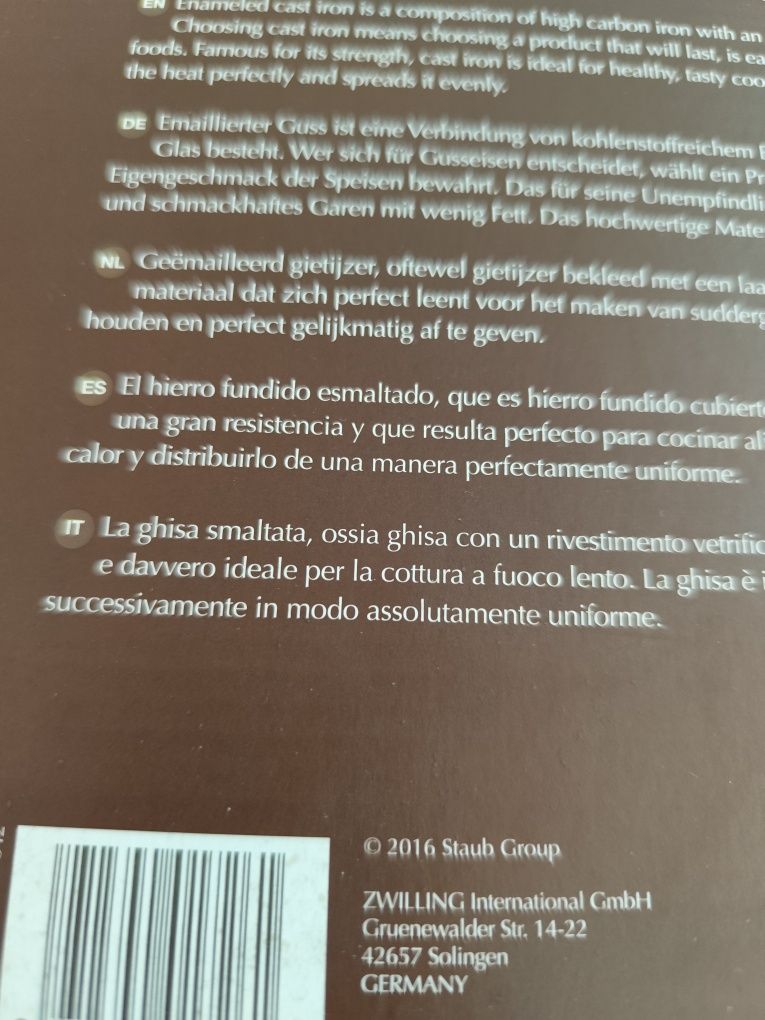 EN Enameled cast iron is a composition of high carbon iron with an
Choosing cast iron means choosing a product that will last, is ea
foods. Famous for its strength, cast iron is ideal for healthy, tasty coo
the heat perfectly and spreads it evenly.
DE Emaillierter Guss ist eine Verbindung von kohlenstoffreichem
Glas besteht. Wer sich für Gusseisen entscheidet, wählt ein Pr
Eigengeschmack der Speisen bewahrt. Das für seine Unempfindli
und schmackhaftes Garen mit wenig Fett. Das hochwertige Mate
NL Geëmailleerd gietijzer, oftewel gietijzer bekleed met een laa
materiaal dat zich perfect leent voor het maken van sudderg
houden en perfect gelijkmatig af te geven.
ES El hierro fundido esmaltado, que es hierro fundido cubiert
una gran resistencia y que resulta perfecto para cocinar ali
calor y distribuirlo de una manera perfectamente uniforme.
IT La ghisa smaltata, ossia ghisa con un rivestimento vetrific
e davvero ideale per la cottura a fuoco lento. La ghisa è i
successivamente in modo assolutamente uniforme.
© 2016 Staub Group
ZWILLING International GmbH
Gruenewalder Str. 14-22
42657 Solingen
GERMANY